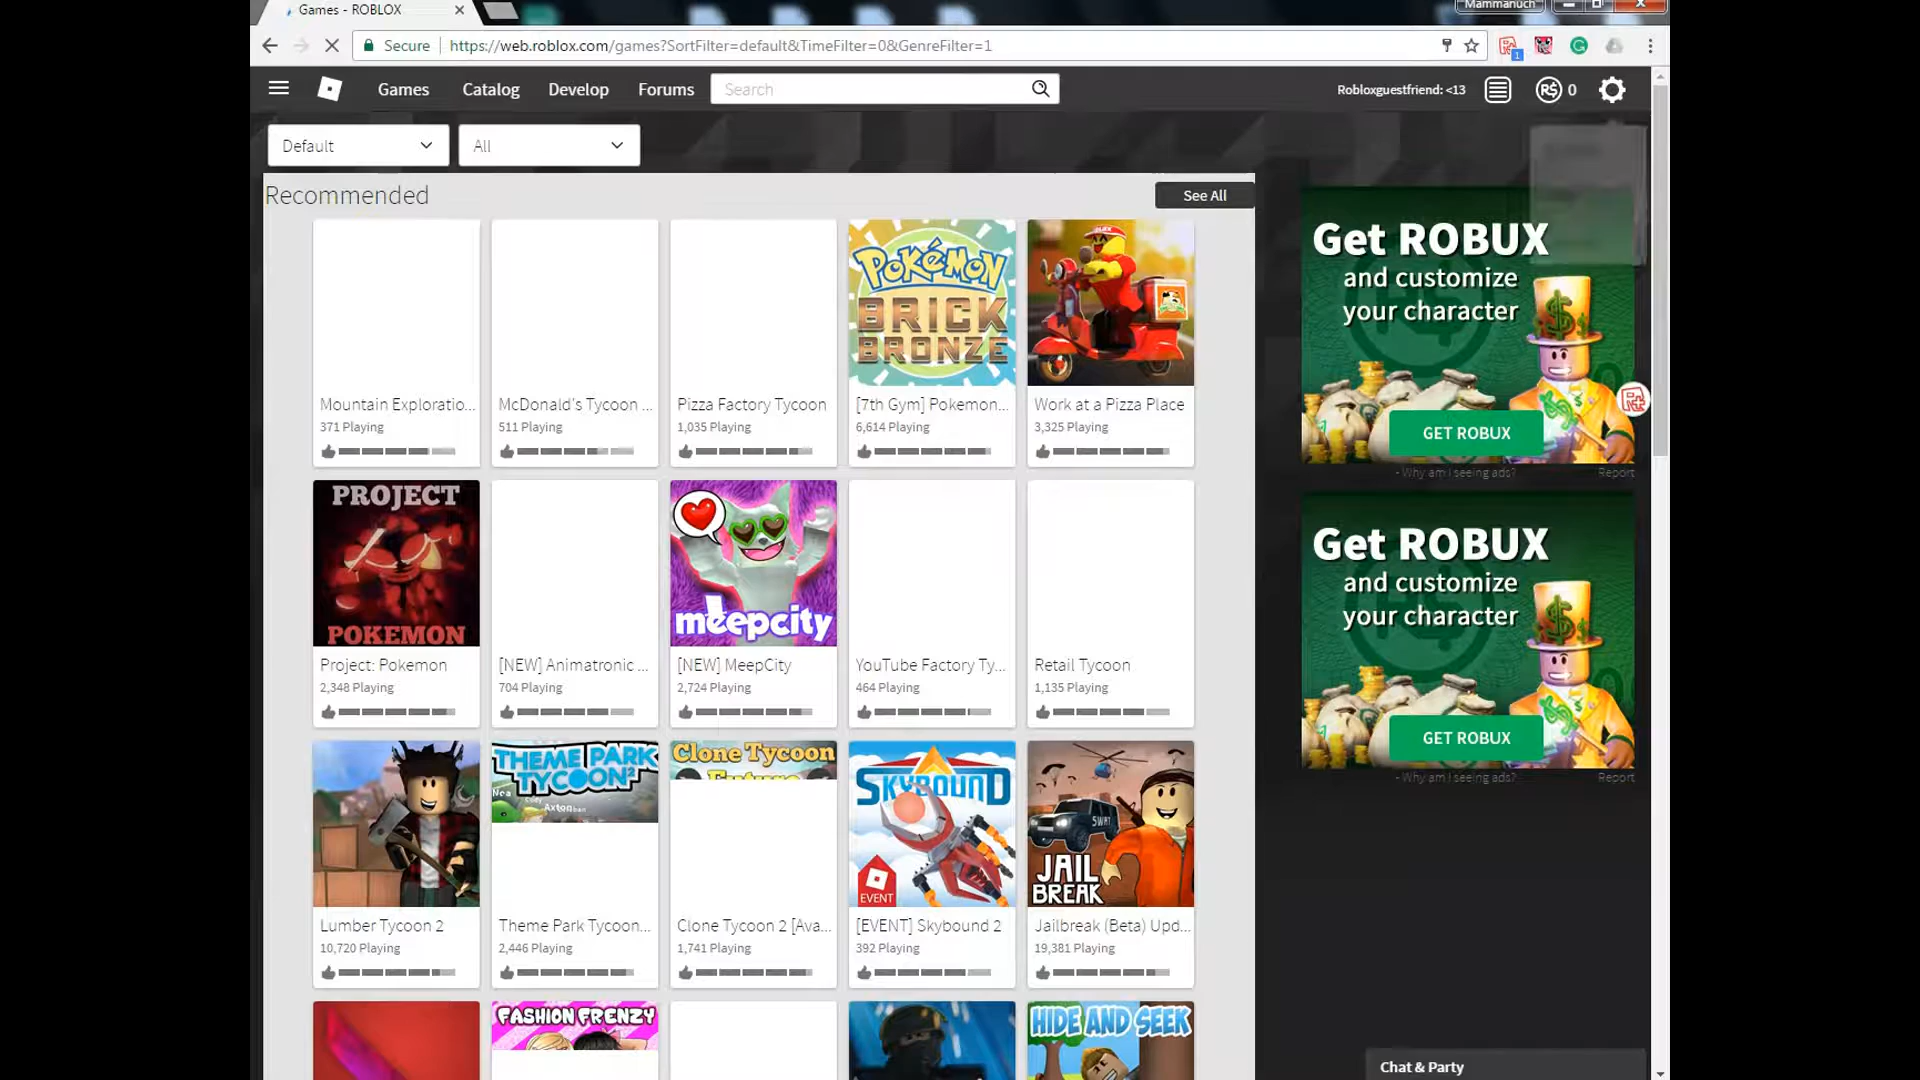 Games - ROBLOX
Mammanuch
Secure
https://web.roblox.com/games?SortFilter=default&TimeFilter=0&GenreFilter=1
1
Games
Catalog
Develop
Forums
Search
Robloxguestfriend: <13
R$ 0
Default
All
Recommended
See All
POKéMON
BRICK
BRONZE
Mountain Exploratio...
371 Playing
McDonald's Tycoon ...
511 Playing
Pizza Factory Tycoon
1,035 Playing
[7th Gym] Pokemon...
6,614 Playing
Work at a Pizza Place
3,325 Playing
PROJECT
POKEMON
meepcity
Project: Pokemon
2,348 Playing
[NEW] Animatronic ...
704 Playing
[NEW] MeepCity
2,724 Playing
YouTube Factory Ty...
464 Playing
Retail Tycoon
1,135 Playing
THEME PARK
TYCOON 2
Axton
Clone Tycoon
Future
SKYBOUND
EVENT
SWAT
JAIL
BREAK
Lumber Tycoon 2
10,720 Playing
Theme Park Tycoon...
2,446 Playing
Clone Tycoon 2 [Ava...
1,741 Playing
[EVENT] Skybound 2
392 Playing
Jailbreak (Beta) Upd...
19,381 Playing
FASHION FRENZY
HIDE AND SEEK
Get ROBUX
and customize
your character
GET ROBUX
- Why am I seeing ads?
Report
Get ROBUX
and customize
your character
GET ROBUX
- Why am I seeing ads?
Report
Chat & Party